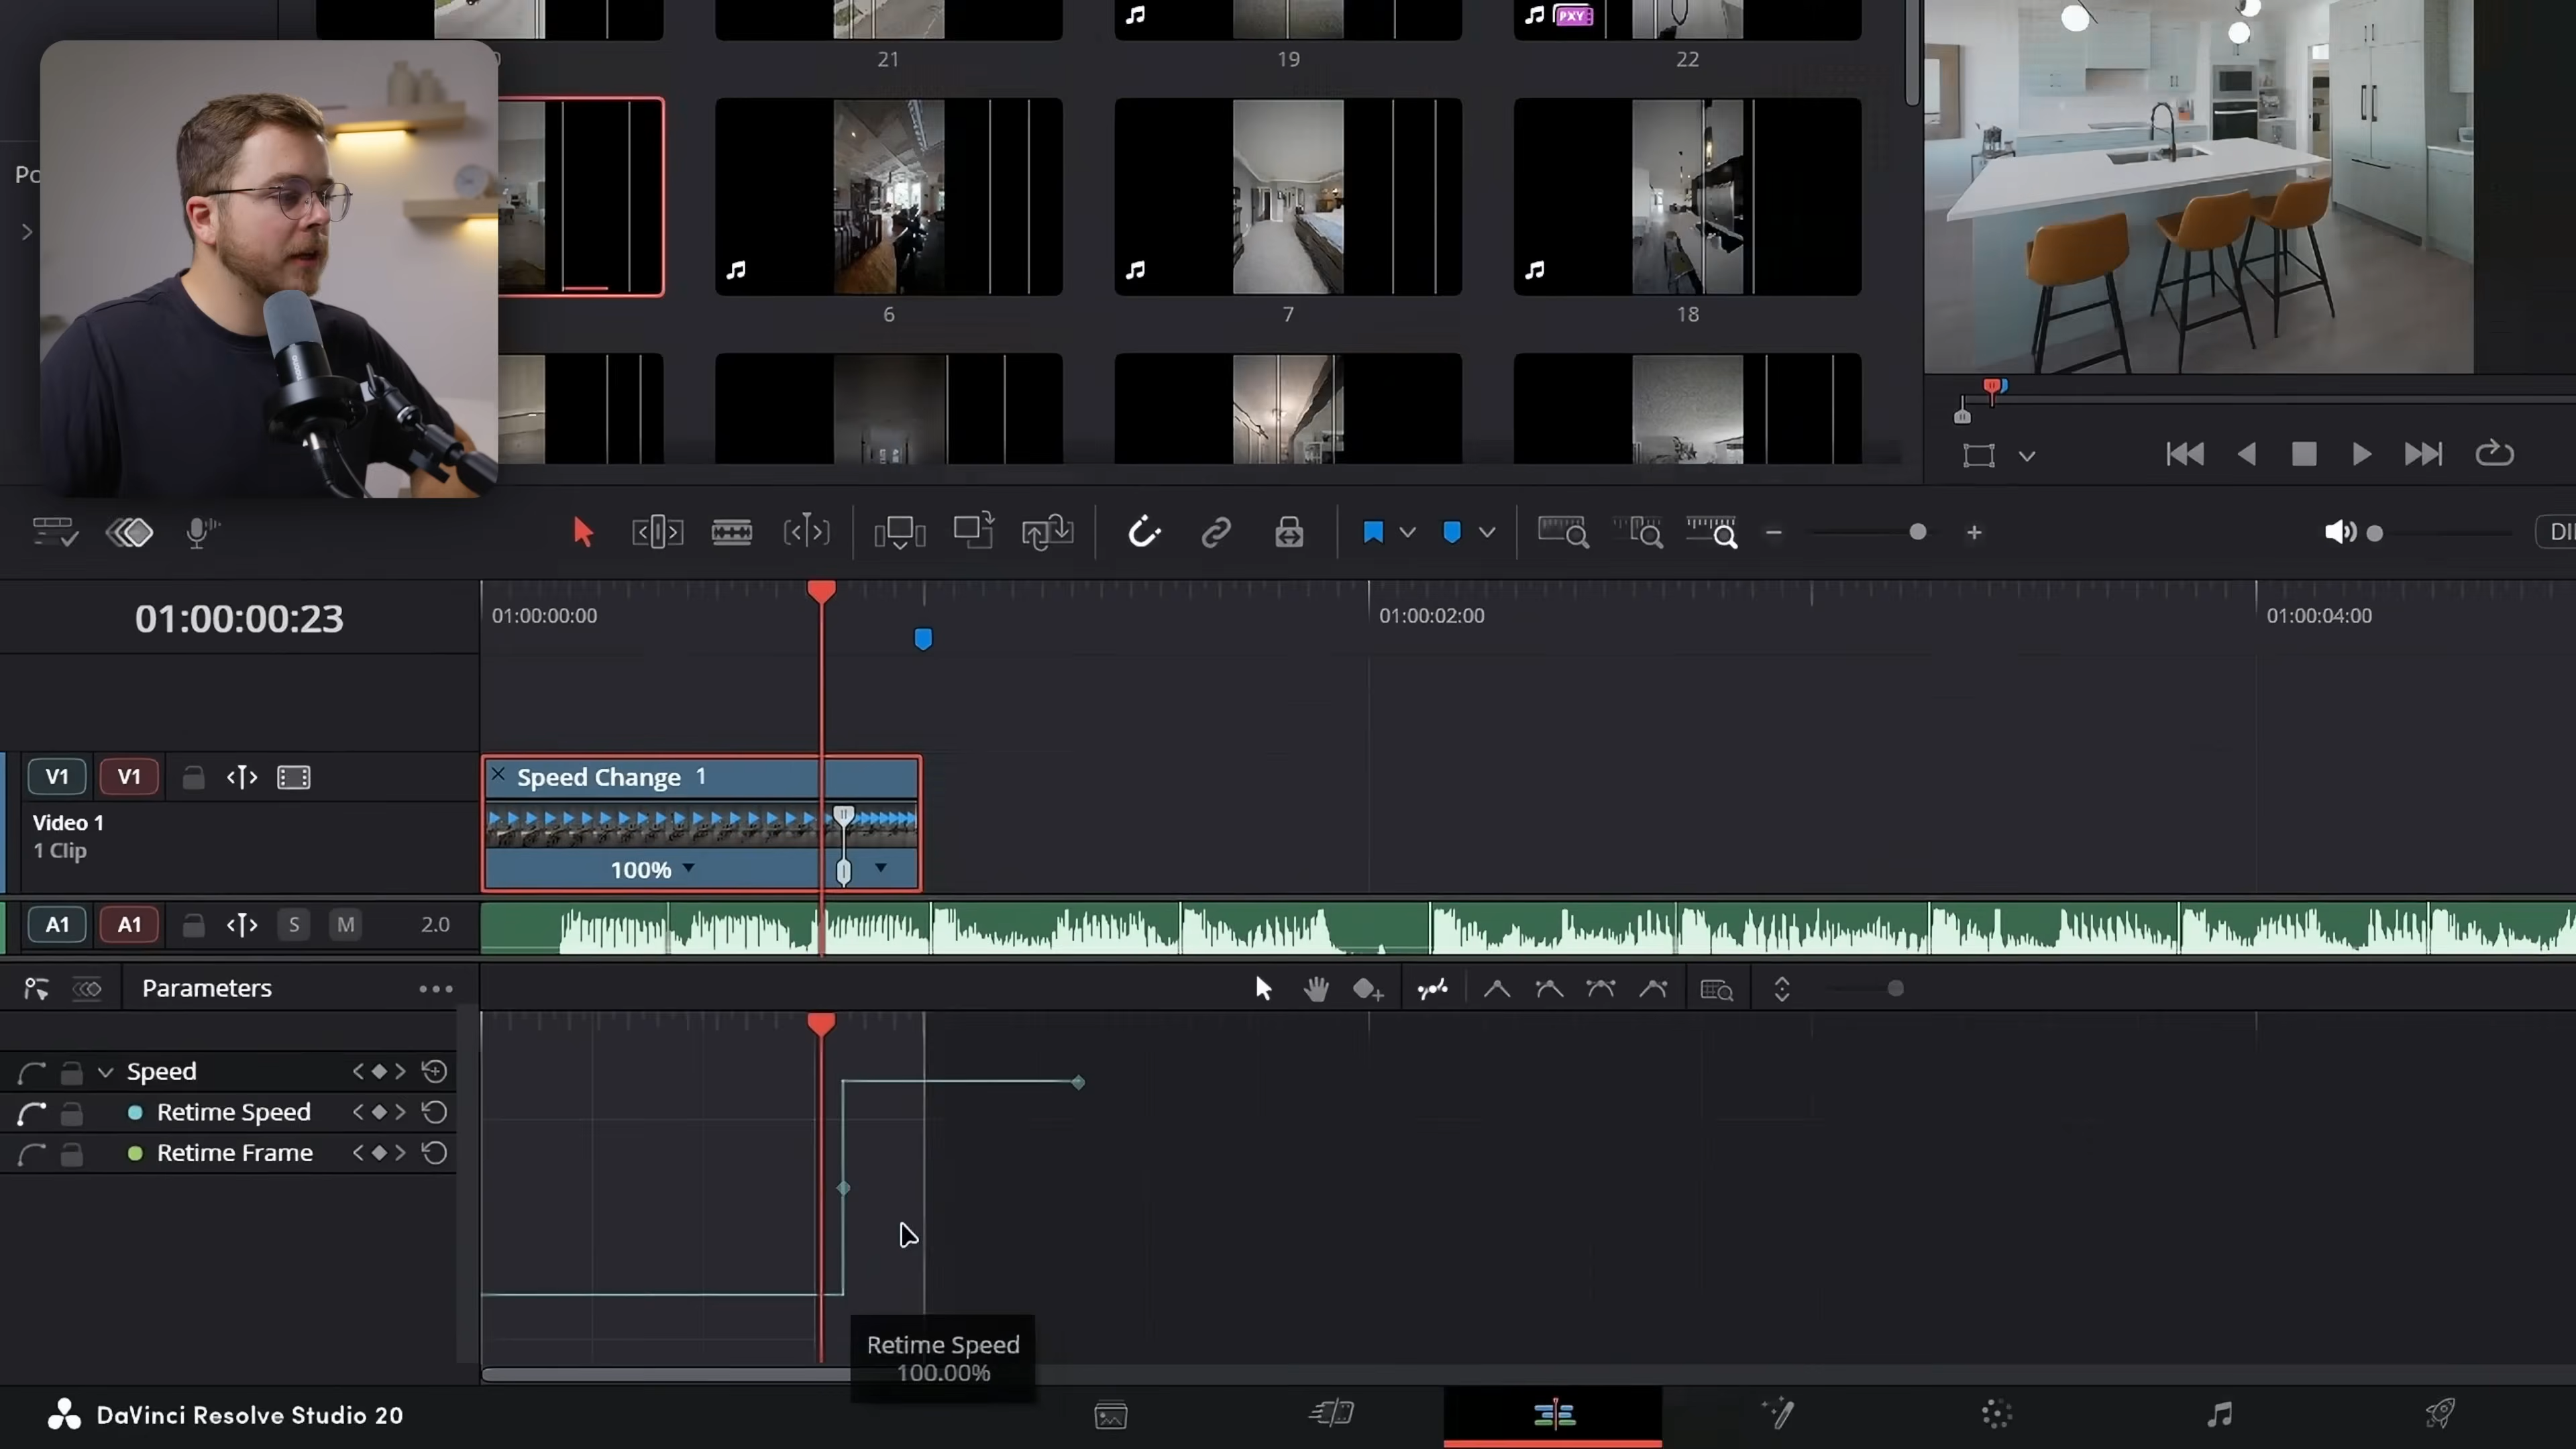 21
19
PXY
22
6
7
18
01:00:00:23
01:00:00:00
01:00:02:00
01:00:04:00
V1
V1
Speed Change 1
Video 1
1 Clip
100%
A1
A1
S
M
2.0
Parameters
Speed
Retime Speed
Retime Frame
Retime Speed
100.00%
DaVinci Resolve Studio 20